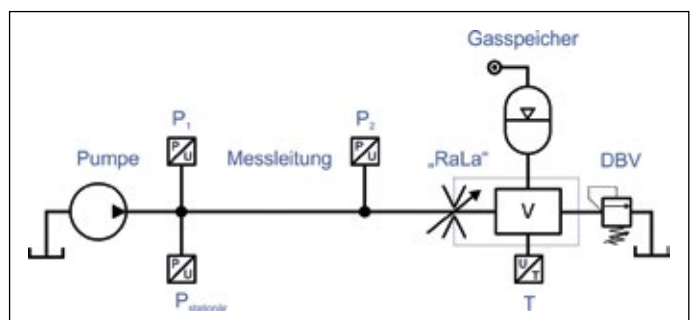 Gasspeicher
P1
P2
Pumpe
Messleitung
„RaLa“
DBV
P
U
P
U
V
P
U
U
T
Pstationär
T